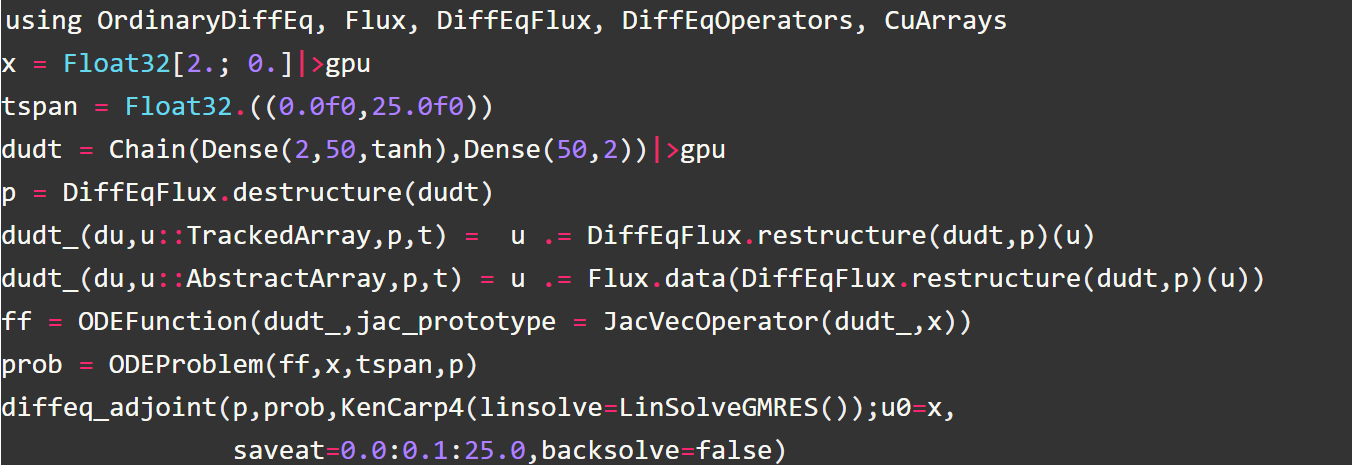 using OrdinaryDiffEq, Flux, DiffEqFlux, DiffEqOperators, CuArrays
x = Float32[2.; 0.]|>gpu
tspan = Float32.((0.0f0,25.0f0))
dudt = Chain(Dense(2,50,tanh),Dense(50,2))|>gpu
p = DiffEqFlux.destructure(dudt)
dudt_(du,u::TrackedArray,p,t) =  u .= DiffEqFlux.restructure(dudt,p)(u)
dudt_(du,u::AbstractArray,p,t) = u .= Flux.data(DiffEqFlux.restructure(dudt,p)(u))
ff = ODEFunction(dudt_,jac_prototype = JacVecOperator(dudt_,x))
prob = ODEProblem(ff,x,tspan,p)
diffeq_adjoint(p,prob,KenCarp4(linsolve=LinSolveGMRES());u0=x,
saveat=0.0:0.1:25.0,backsolve=false)